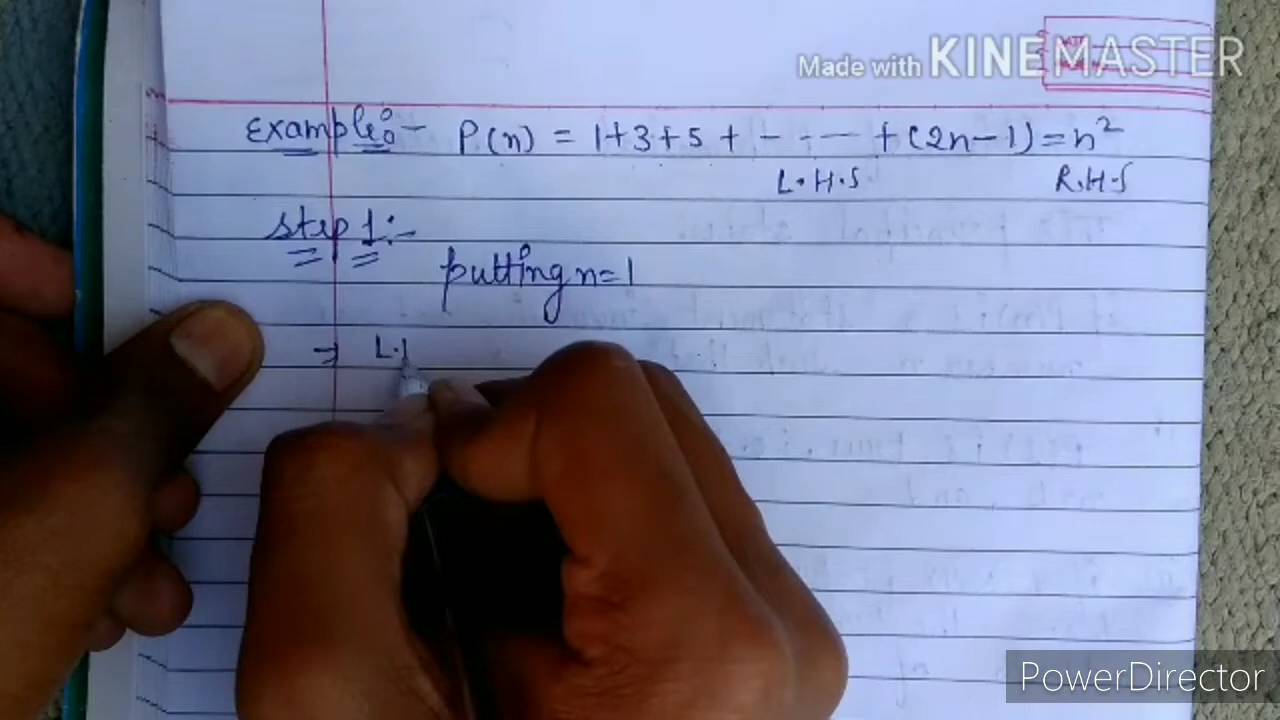 Made with KINEMASTER
Example:- P(n) = 1+3+5+ - - - - +(2n-1)=n²
L.H.S R.H.S
Step 1:-
putting n=1
⇒ L.
PowerDirector